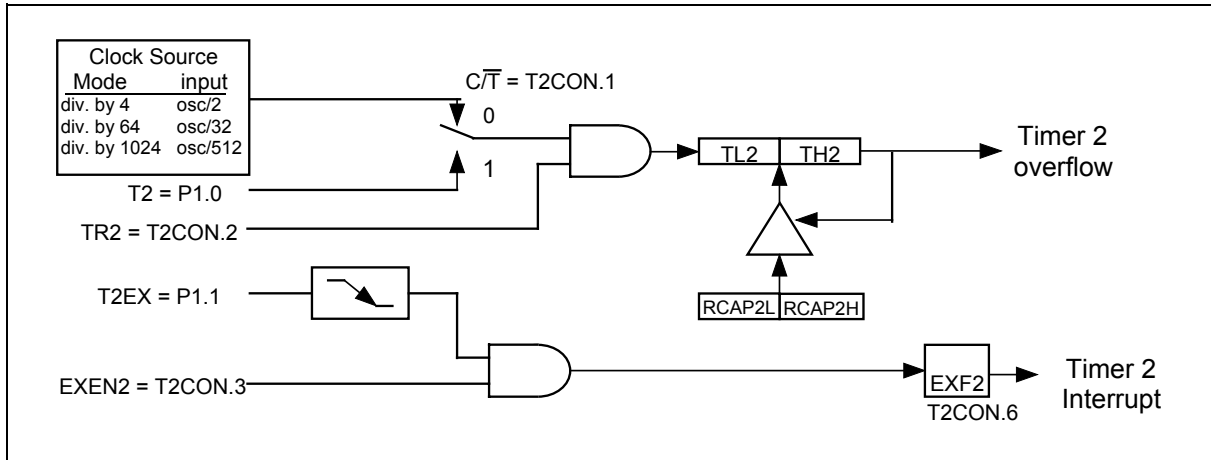 Clock Source
Mode input
div. by 4 osc/2
div. by 64 osc/32
div. by 1024 osc/512
C/T̅ = T2CON.1
0
1
T2 = P1.0
TR2 = T2CON.2
TL2 TH2
Timer 2
overflow
T2EX = P1.1
RCAP2L RCAP2H
EXEN2 = T2CON.3
EXF2
T2CON.6
Timer 2
Interrupt